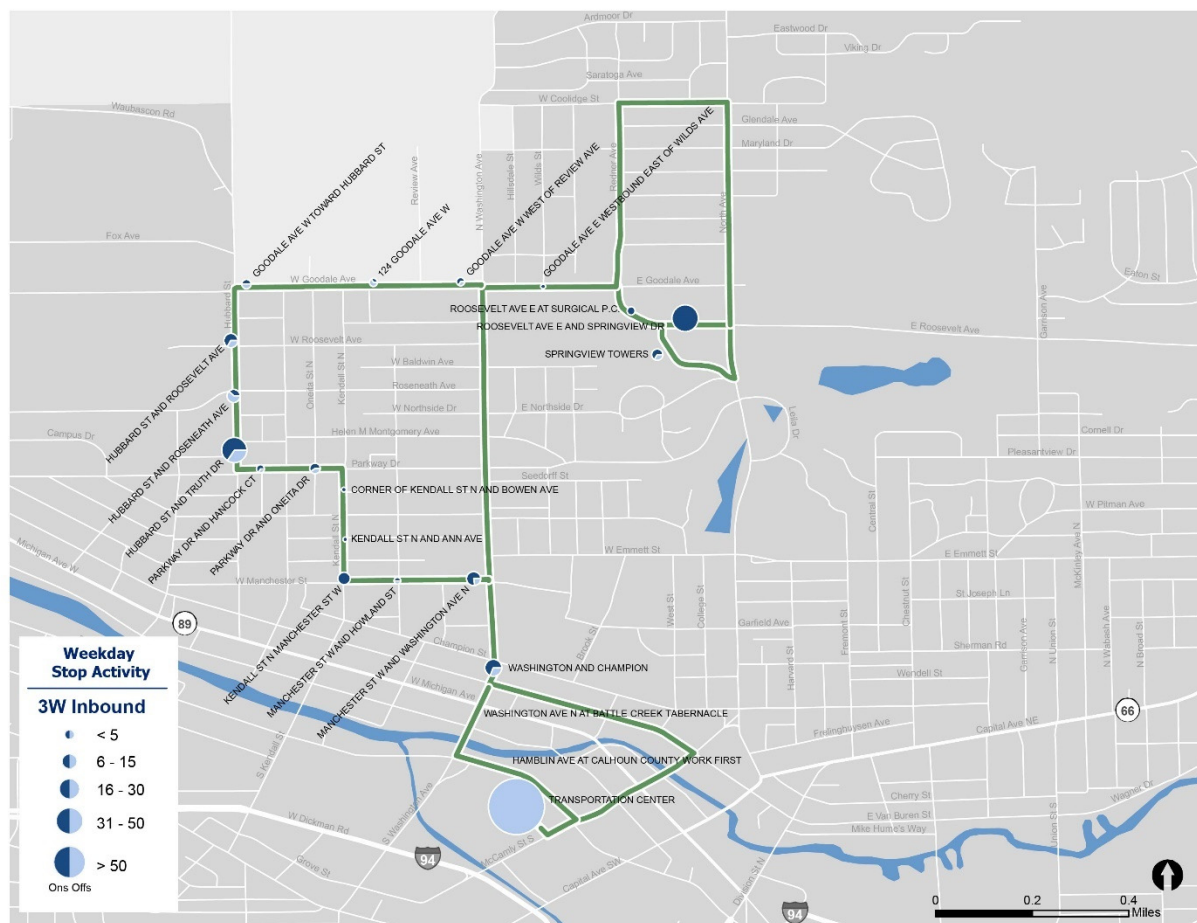 Ardmoor Dr
Eastwood Dr
Viking Dr
Saratoga Ave
W Coolidge St
Waubascon Rd
Glendale Ave
Maryland Dr
Review Ave
N Washington Ave
Hillsdale St
Wilds St
Redner Ave
North Ave
GOODALE AVE W TOWARD HUBBARD ST
124 GOODALE AVE W
GOODALE AVE W WEST OF REVIEW AVE
GOODALE AVE E WESTBOUND EAST OF WILDS AVE
Fox Ave
Hubbard St
W Goodale Ave
E Goodale Ave
Eaton St
Garrison Ave
ROOSEVELT AVE E AT SURGICAL P.C.
ROOSEVELT AVE E AND SPRINGVIEW DR
E Roosevelt Ave
W Roosevelt Ave
SPRINGVIEW TOWERS
Oneita St N
Kendall St N
W Baldwin Ave
Roseneath Ave
W Northside Dr
E Northside Dr
Leila Dr
Helen M Montgomery Ave
Campus Dr
Cornell Dr
Pleasantview Dr
Parkway Dr
Seedorff St
HUBBARD ST AND ROOSEVELT AVE
HUBBARD ST AND ROSENEATH AVE
HUBBARD ST AND TRUTH DR
PARKWAY DR AND HANCOCK CT
PARKWAY DR AND ONEITA DR
CORNER OF KENDALL ST N AND BOWEN AVE
Central St
W Pitman Ave
Kendall St N
KENDALL ST N AND ANN AVE
Michigan Ave W
W Emmett St
E Emmett St
McKinley Ave N
W Manchester St
West St
College St
Chestnut St
St Joseph Ln
KENDALL ST N MANCHESTER ST W
MANCHESTER ST W AND HOWLAND ST
MANCHESTER ST W AND WASHINGTON AVE N
89
Champion St
Brook St
Garfield Ave
Fremont St
Harvard St
Sherman Rd
Garrison Ave
N Union St
N Wabash Ave
N Broad St
Wendell St
WASHINGTON AND CHAMPION
W Michigan Ave
WASHINGTON AVE N AT BATTLE CREEK TABERNACLE
66
Frelinghuysen Ave
Capital Ave NE
S Kendall St
HAMBLIN AVE AT CALHOUN COUNTY WORK FIRST
TRANSPORTATION CENTER
S Washington Ave
W Dickman Rd
McCamly St S
Cherry St
E Van Buren St
Mike Hume's Way
Union St S
Wagner Dr
Grove St
94
Capital Ave SW
Division St N
94
Weekday
Stop Activity
3W Inbound
< 5
6 - 15
16 - 30
31 - 50
> 50
Ons Offs
0 0.2 0.4
Miles